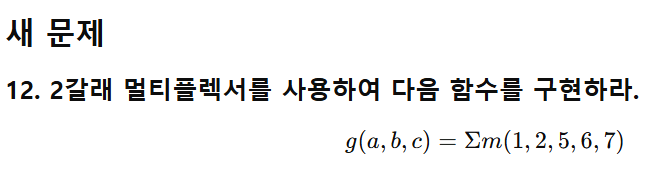 새 문제
12. 2갈래 멀티플렉서를 사용하여 다음 함수를 구현하라.
g(a, b, c) = Σm(1, 2, 5, 6, 7)